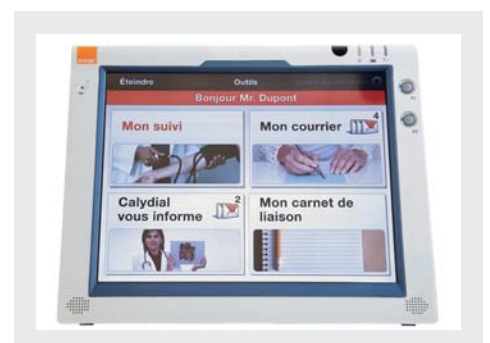 Éteindre
Outils
Bonjour Mr. Dupont
Mon suivi
Mon courrier
4
Calydial
vous informe
2
Mon carnet de
liaison